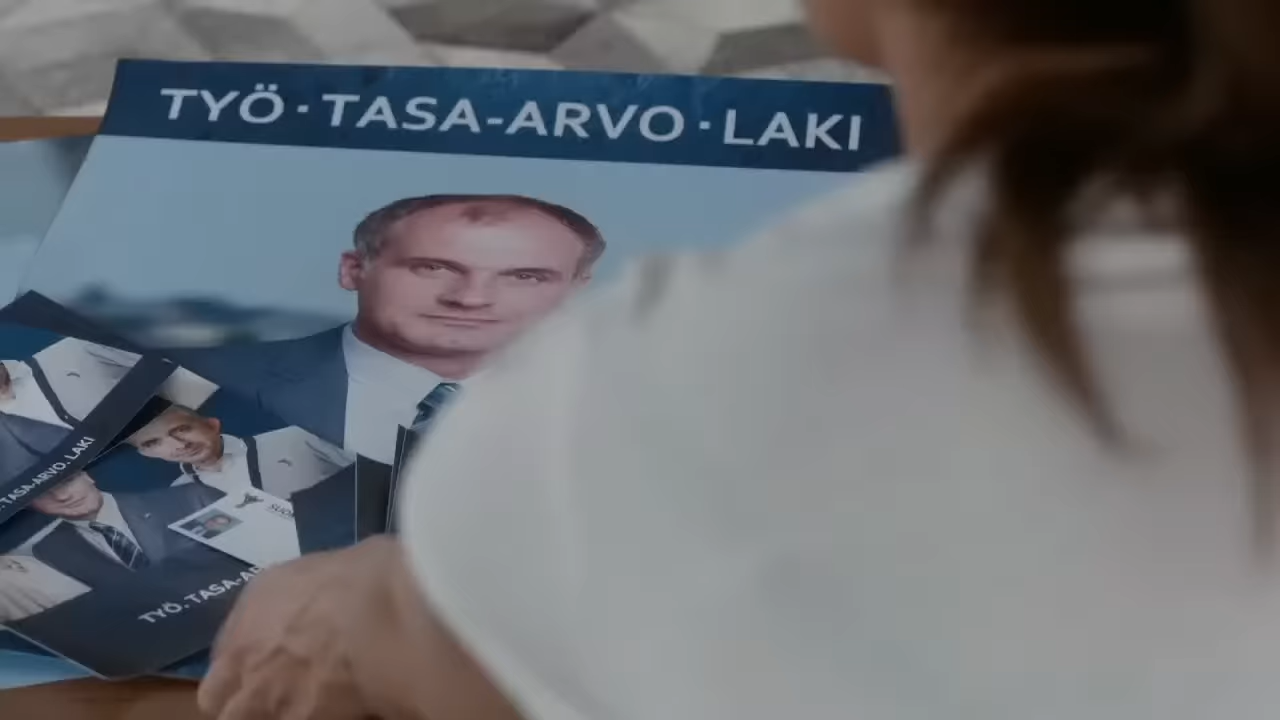 TYÖ · TASA-ARVO · LAKI
TASA-ARVO. LAKI
TYÖ. TASA-A